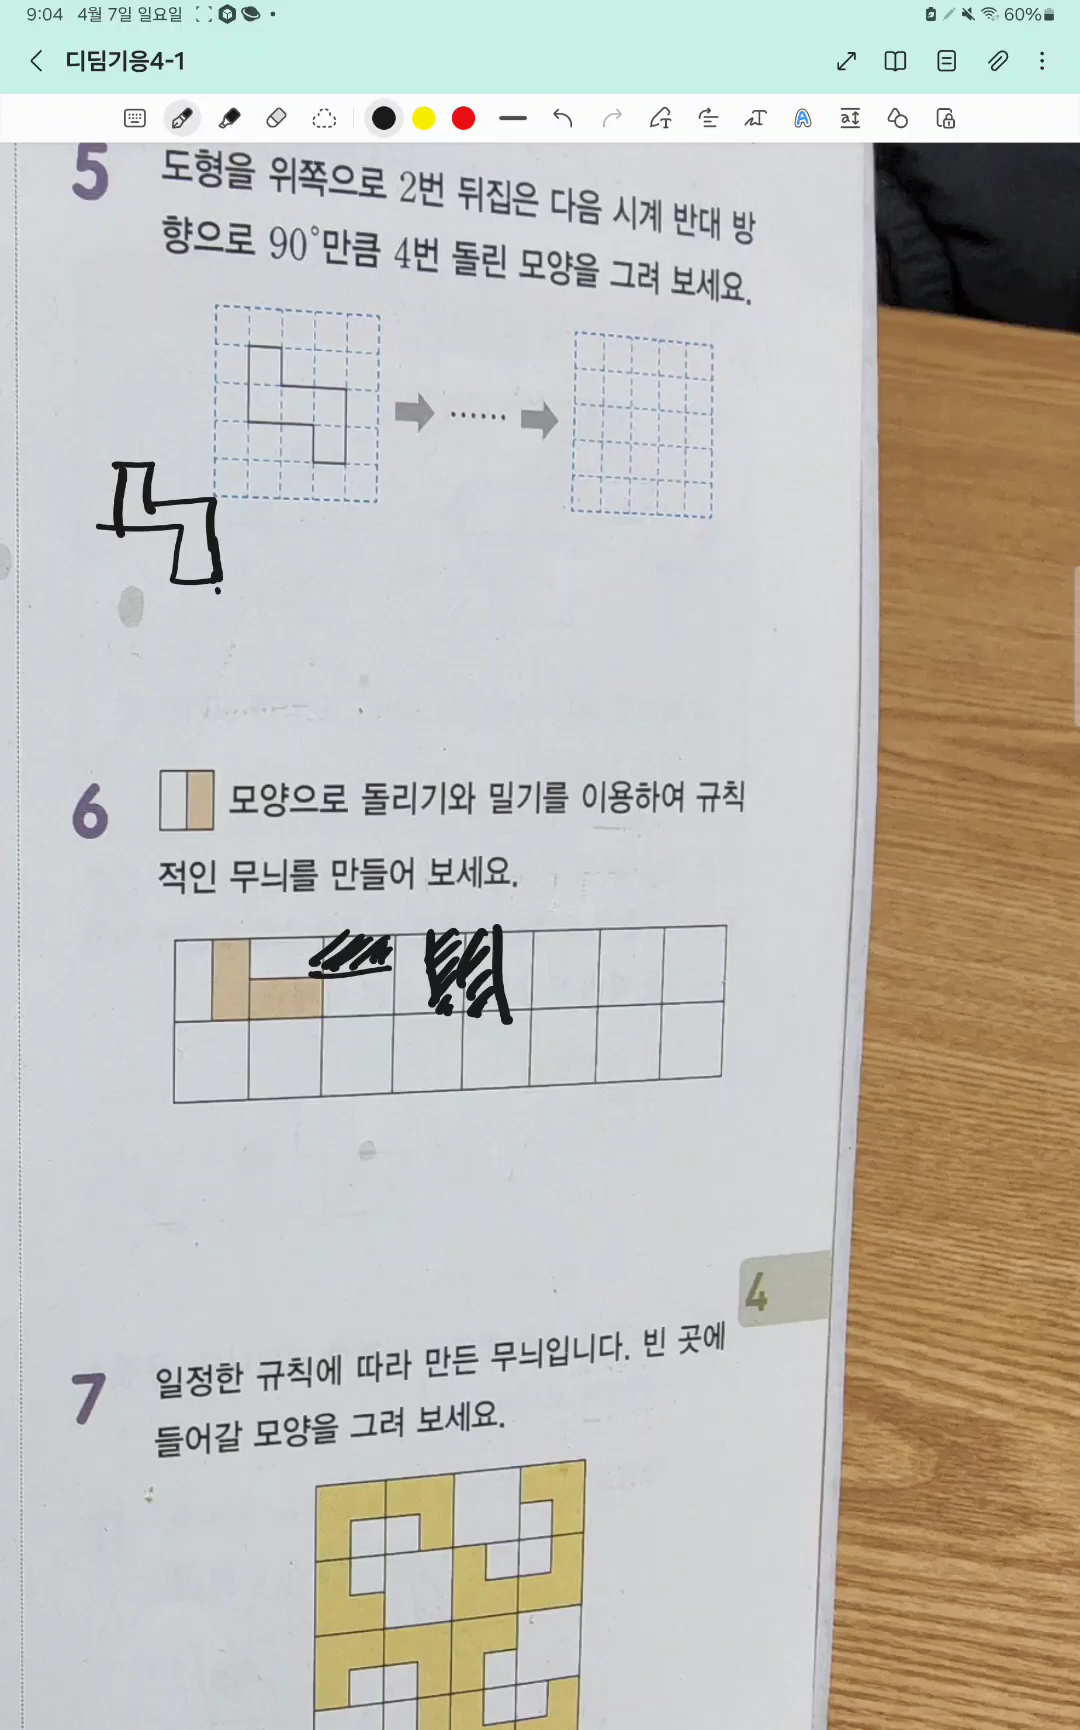 9:04 4월 7일 일요일
60%
디딤기응4-1
5 도형을 위쪽으로 2번 뒤집은 다음 시계 반대 방
향으로 90°만큼 4번 돌린 모양을 그려 보세요.
6 모양으로 돌리기와 밀기를 이용하여 규칙
적인 무늬를 만들어 보세요.
4
7 일정한 규칙에 따라 만든 무늬입니다. 빈 곳에
들어갈 모양을 그려 보세요.